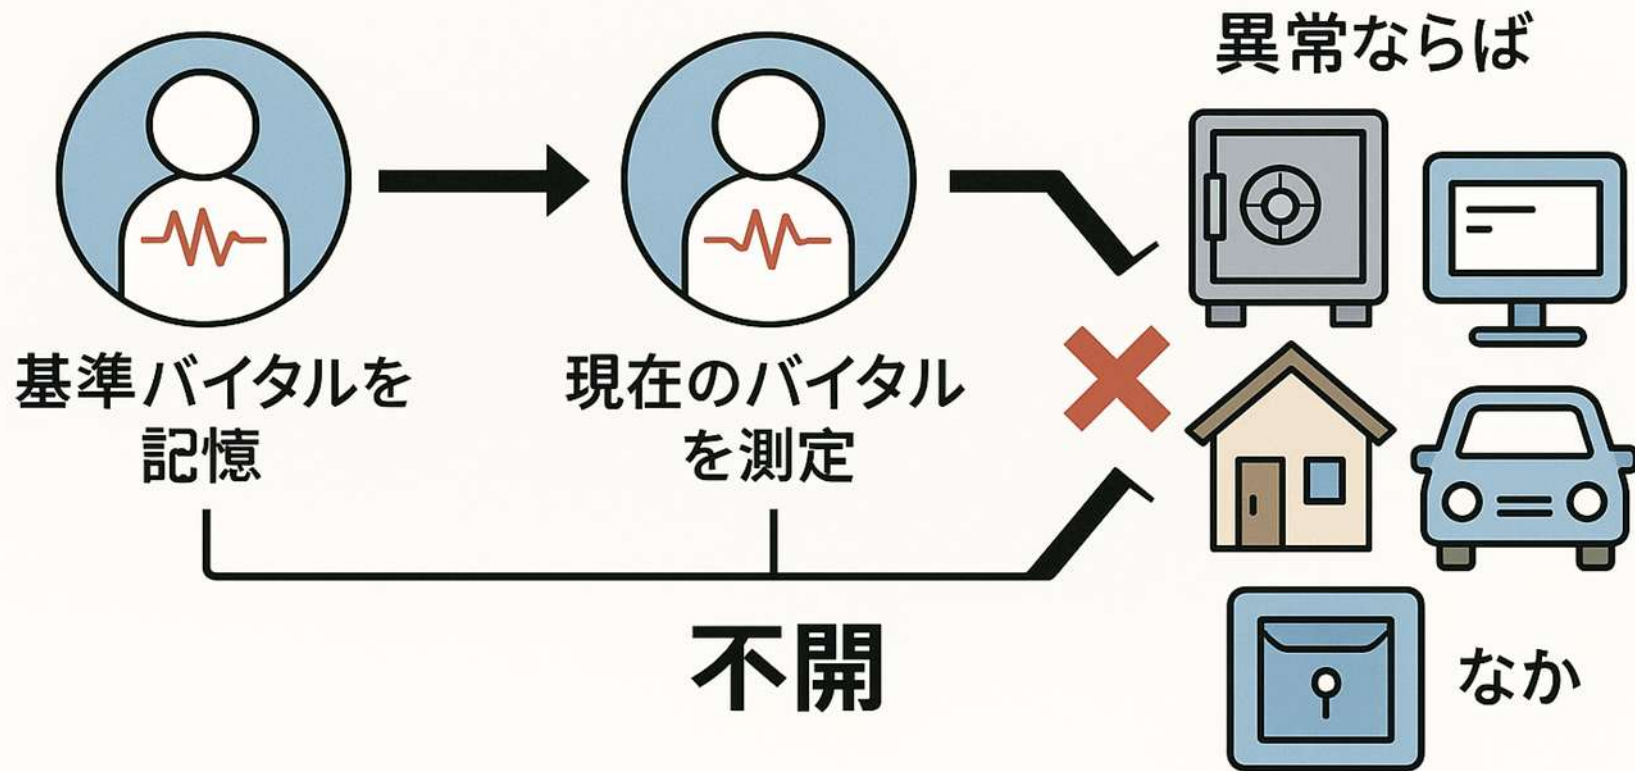 異常ならば
基準バイタルを
記憶
現在のバイタル
を測定
不開
なか